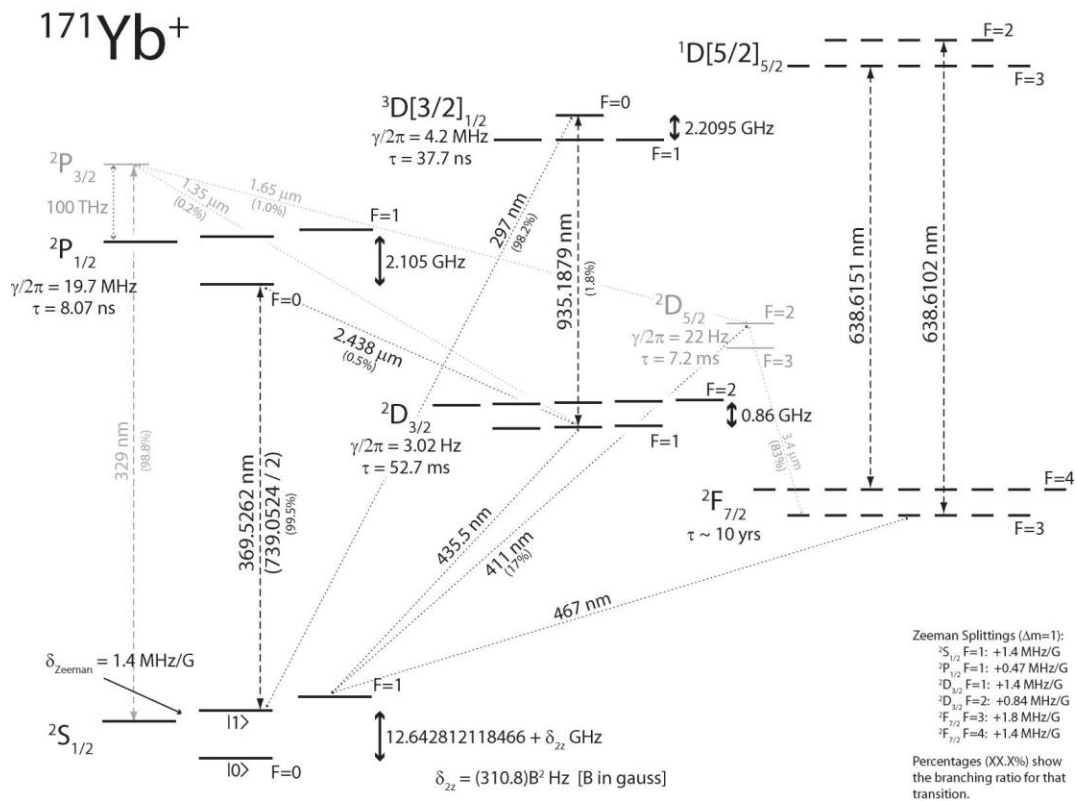 171Yb+
F=2
1D[5/2]5/2
F=3
3D[3/2]1/2
F=0
γ/2π = 4.2 MHz
τ = 37.7 ns
F=1
2.2095 GHz
2P3/2
100 THz
1.35 μm
(0.2%)
1.65 μm
(1.0%)
F=1
2P1/2
2.105 GHz
γ/2π = 19.7 MHz
τ = 8.07 ns
F=0
297 nm
(98.2%)
935.1879 nm
(1.8%)
638.6151 nm
638.6102 nm
2D5/2
F=2
γ/2π = 22 Hz
τ = 7.2 ms
F=3
2.438 μm
(0.5%)
2D3/2
F=2
0.86 GHz
F=1
γ/2π = 3.02 Hz
τ = 52.7 ms
329 nm
(98.8%)
369.5262 nm
(739.0524 / 2)
(99.5%)
435.5 nm
411 nm
(17%)
3.4 μm
(83%)
2F7/2
F=4
τ ~ 10 yrs
F=3
467 nm
δZeeman = 1.4 MHz/G
F=1
|1>
2S1/2
12.642812118466 + δ2z GHz
|0>
F=0
δ2z = (310.8)B2 Hz [B in gauss]
Zeeman Splittings (Δm=1):
2S1/2 F=1: +1.4 MHz/G
2P1/2 F=1: +0.47 MHz/G
2D3/2 F=1: +1.4 MHz/G
2D3/2 F=2: +0.84 MHz/G
2F7/2 F=3: +1.8 MHz/G
2F7/2 F=4: +1.4 MHz/G
Percentages (XX.X%) show
the branching ratio for that
transition.